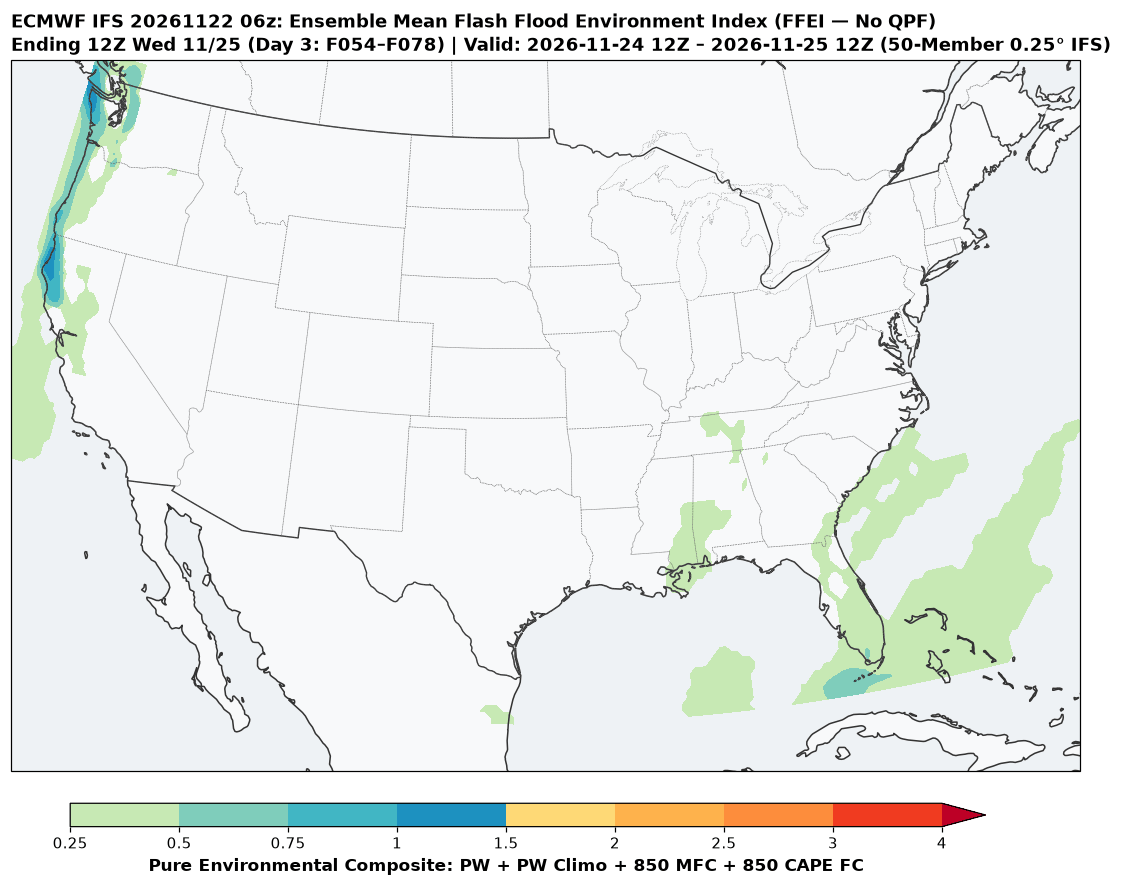 ECMWF IFS 20261122 06z: Ensemble Mean Flash Flood Environment Index (FFEI — No QPF)
Ending 12Z Wed 11/25 (Day 3: F054–F078) | Valid: 2026-11-24 12Z – 2026-11-25 12Z (50-Member 0.25° IFS)
0.25 0.5 0.75 1 1.5 2 2.5 3 4
Pure Environmental Composite: PW + PW Climo + 850 MFC + 850 CAPE FC